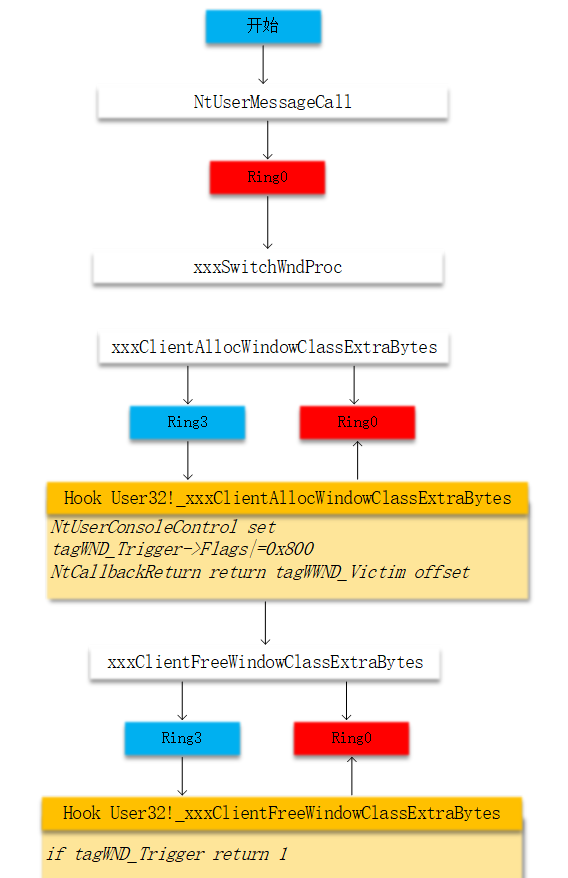 开始
NtUserMessageCall
Ring0
xxxSwitchWndProc
xxxClientAllocWindowClassExtraBytes
Ring3
Ring0
Hook User32!_xxxClientAllocWindowClassExtraBytes
NtUserConsoleControl set
tagWND_Trigger->Flags|=0x800
NtCallbackReturn return tagWWND_Victim offset
xxxClientFreeWindowClassExtraBytes
Ring3
Ring0
Hook User32!_xxxClientFreeWindowClassExtraBytes
if tagWND_Trigger return 1